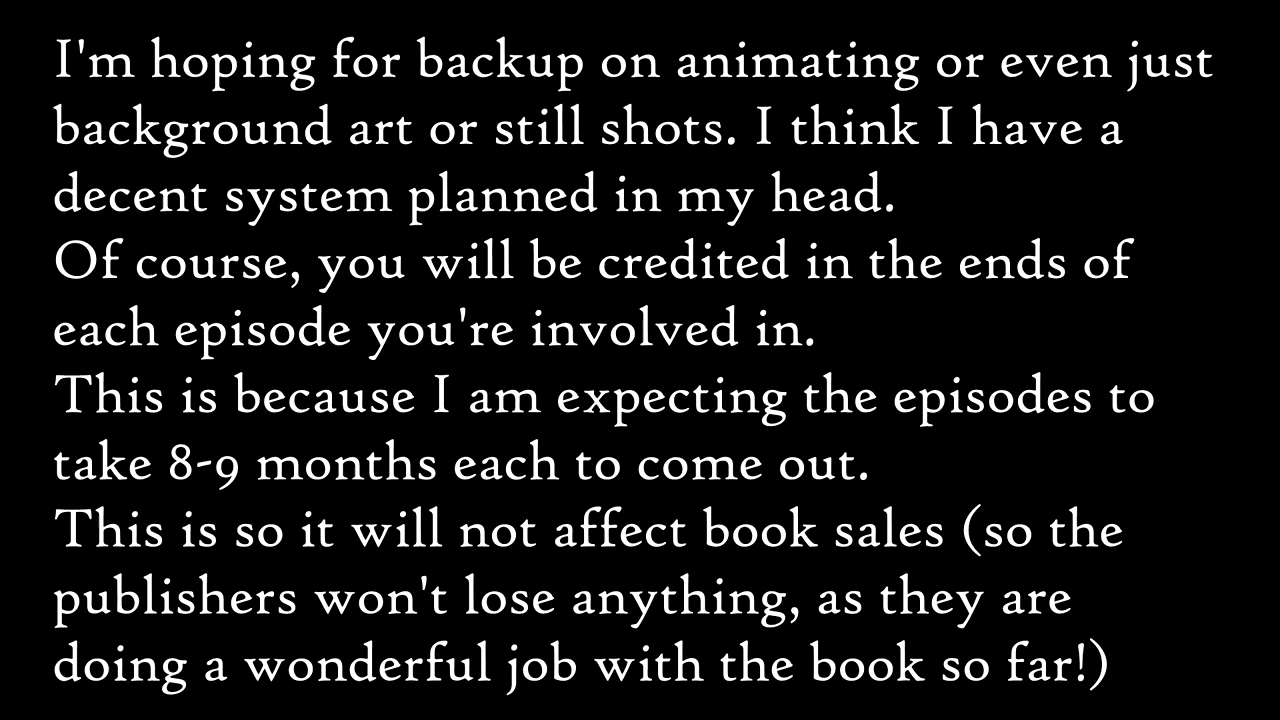 I'm hoping for backup on animating or even just
background art or still shots. I think I have a
decent system planned in my head.
Of course, you will be credited in the ends of
each episode you're involved in.
This is because I am expecting the episodes to
take 8-9 months each to come out.
This is so it will not affect book sales (so the
publishers won't lose anything, as they are
doing a wonderful job with the book so far!)